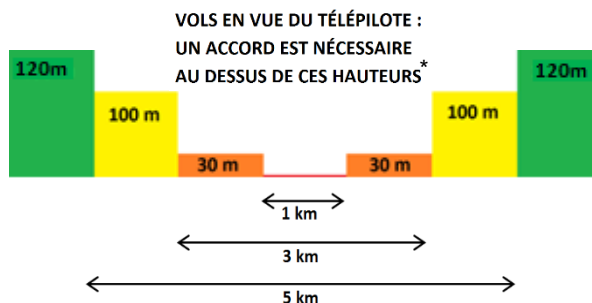 VOLS EN VUE DU TÉLÉPILOTE :
UN ACCORD EST NÉCESSAIRE
AU DESSUS DE CES HAUTEURS*
120m
120m
100 m
100 m
30 m
30 m
1 km
3 km
5 km